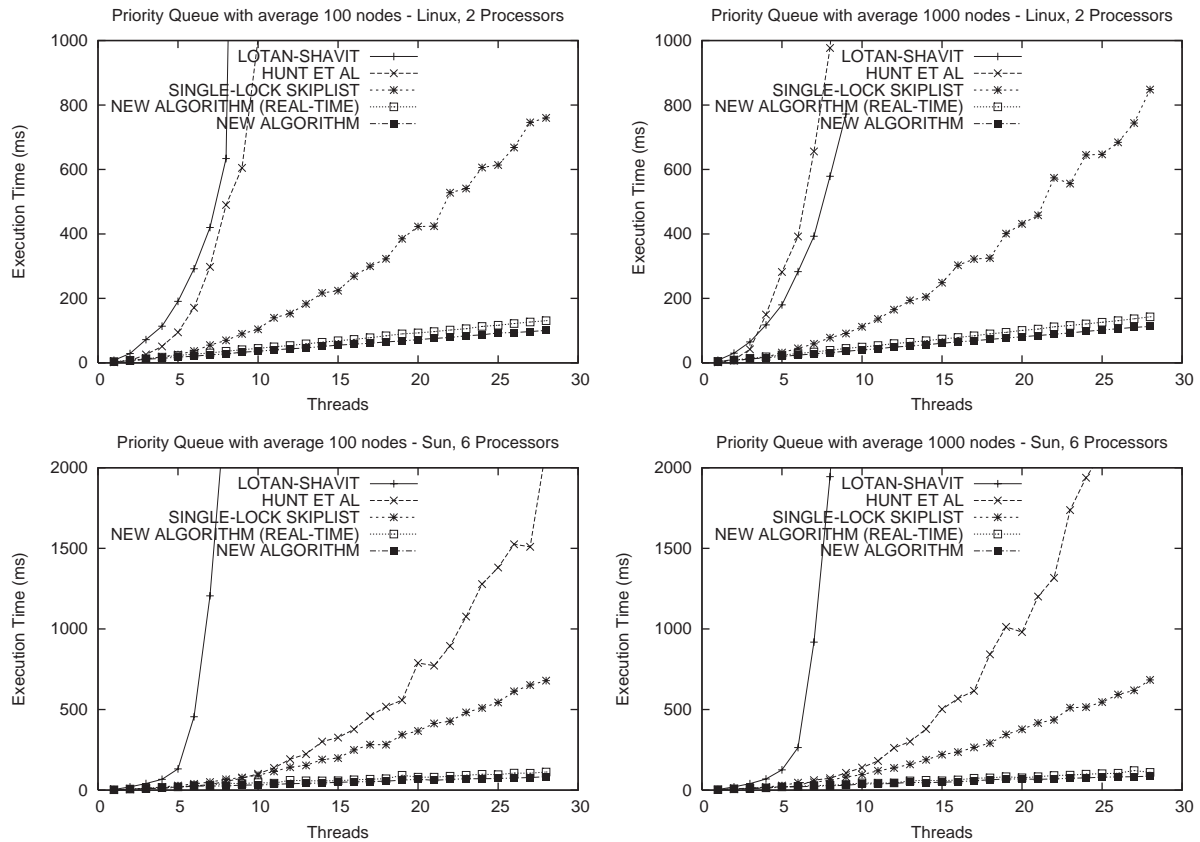 Priority Queue with average 100 nodes - Linux, 2 Processors
1000
800
600
400
200
0
Execution Time (ms)
LOTAN-SHAVIT
HUNT ET AL
SINGLE-LOCK SKIPLIST
NEW ALGORITHM (REAL-TIME)
NEW ALGORITHM
0 5 10 15 20 25 30
Threads
Priority Queue with average 1000 nodes - Linux, 2 Processors
1000
800
600
400
200
0
Execution Time (ms)
LOTAN-SHAVIT
HUNT ET AL
SINGLE-LOCK SKIPLIST
NEW ALGORITHM (REAL-TIME)
NEW ALGORITHM
0 5 10 15 20 25 30
Threads
Priority Queue with average 100 nodes - Sun, 6 Processors
2000
1500
1000
500
0
Execution Time (ms)
LOTAN-SHAVIT
HUNT ET AL
SINGLE-LOCK SKIPLIST
NEW ALGORITHM (REAL-TIME)
NEW ALGORITHM
0 5 10 15 20 25 30
Threads
Priority Queue with average 1000 nodes - Sun, 6 Processors
2000
1500
1000
500
0
Execution Time (ms)
LOTAN-SHAVIT
HUNT ET AL
SINGLE-LOCK SKIPLIST
NEW ALGORITHM (REAL-TIME)
NEW ALGORITHM
0 5 10 15 20 25 30
Threads